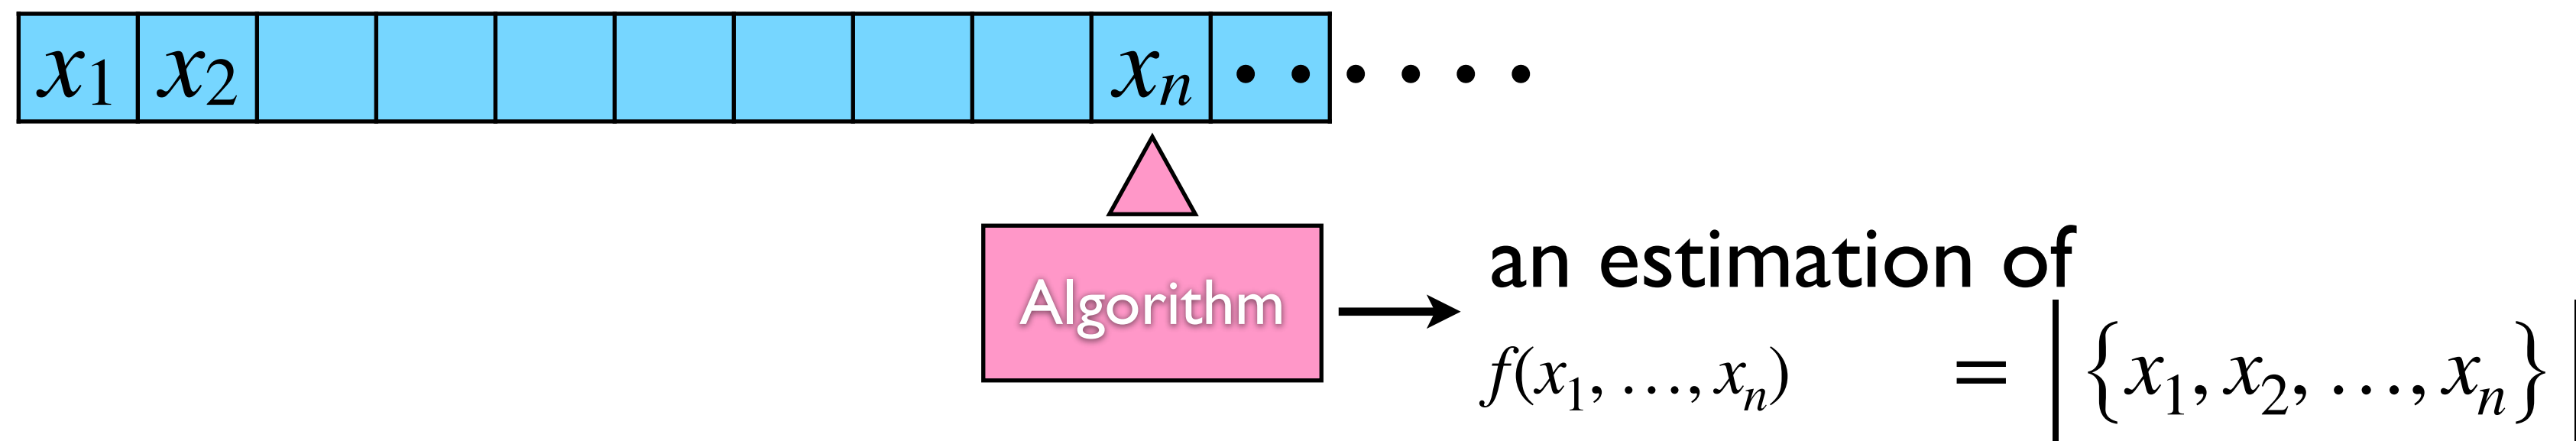 x₁ x₂ xₙ ······
Algorithm
an estimation of
f(x₁, …, xₙ) = |{x₁, x₂, …, xₙ}|